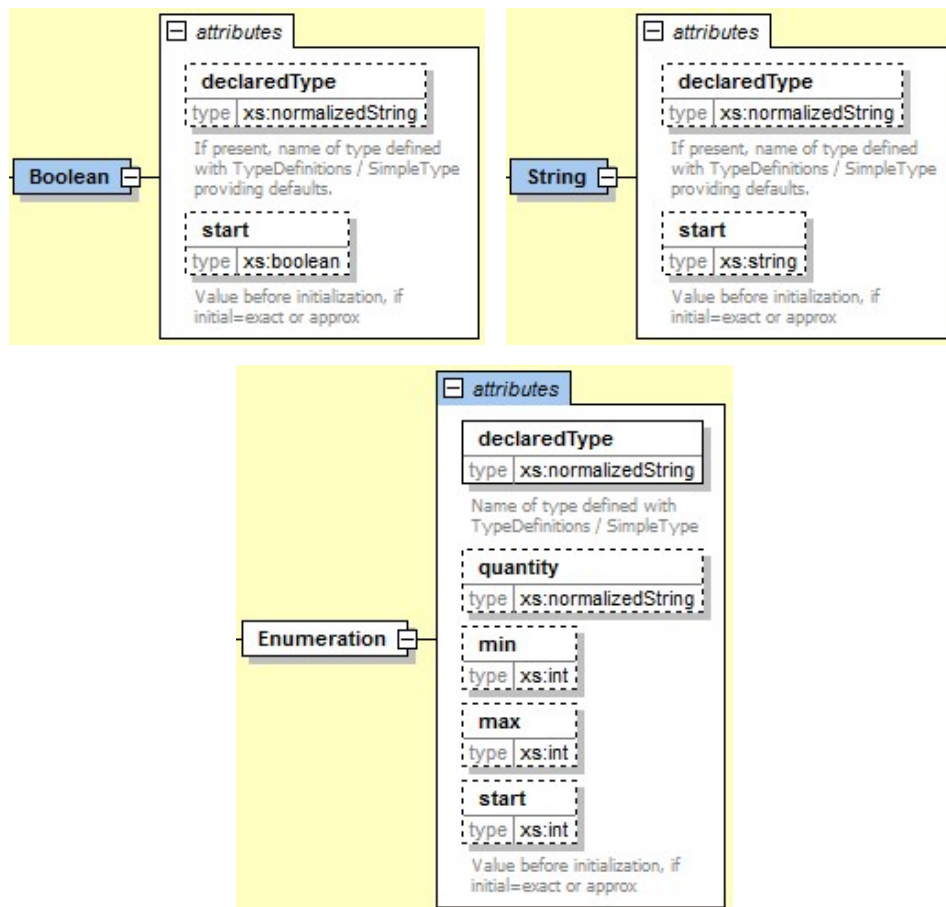 attributes
declaredType
type xs:normalizedString
If present, name of type defined
with TypeDefinitions / SimpleType
providing defaults.
Boolean
start
type xs:boolean
Value before initialization, if
initial=exact or approx
attributes
declaredType
type xs:normalizedString
If present, name of type defined
with TypeDefinitions / SimpleType
providing defaults.
String
start
type xs:string
Value before initialization, if
initial=exact or approx
attributes
declaredType
type xs:normalizedString
Name of type defined with
TypeDefinitions / SimpleType
quantity
type xs:normalizedString
Enumeration
min
type xs:int
max
type xs:int
start
type xs:int
Value before initialization, if
initial=exact or approx